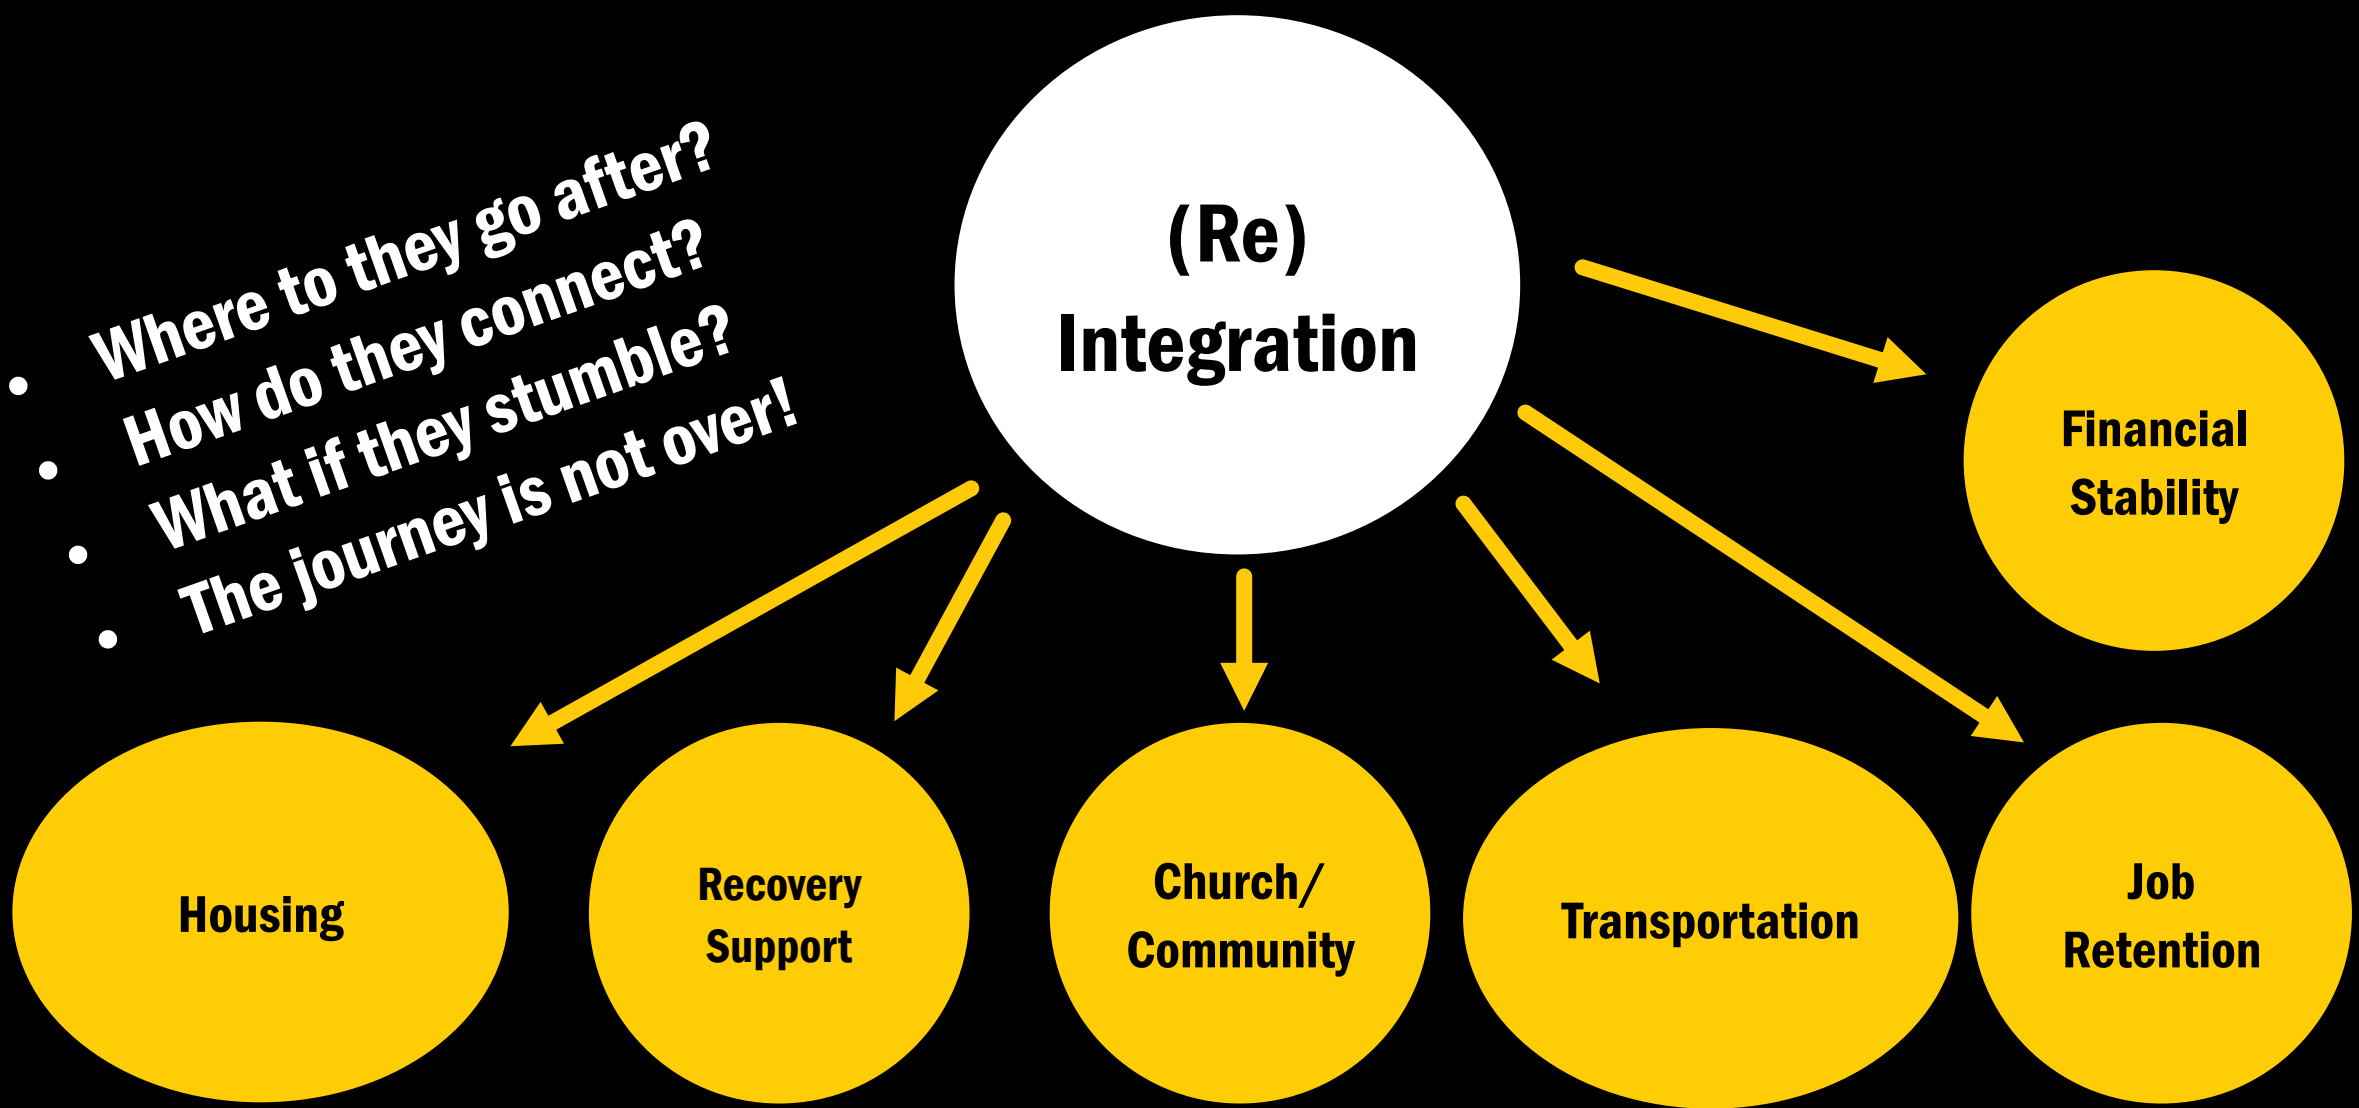 • Where to they go after?
• How do they connect?
• What if they stumble?
• The journey is not over!
(Re)
Integration
Financial
Stability
Housing
Recovery
Support
Church/
Community
Transportation
Job
Retention